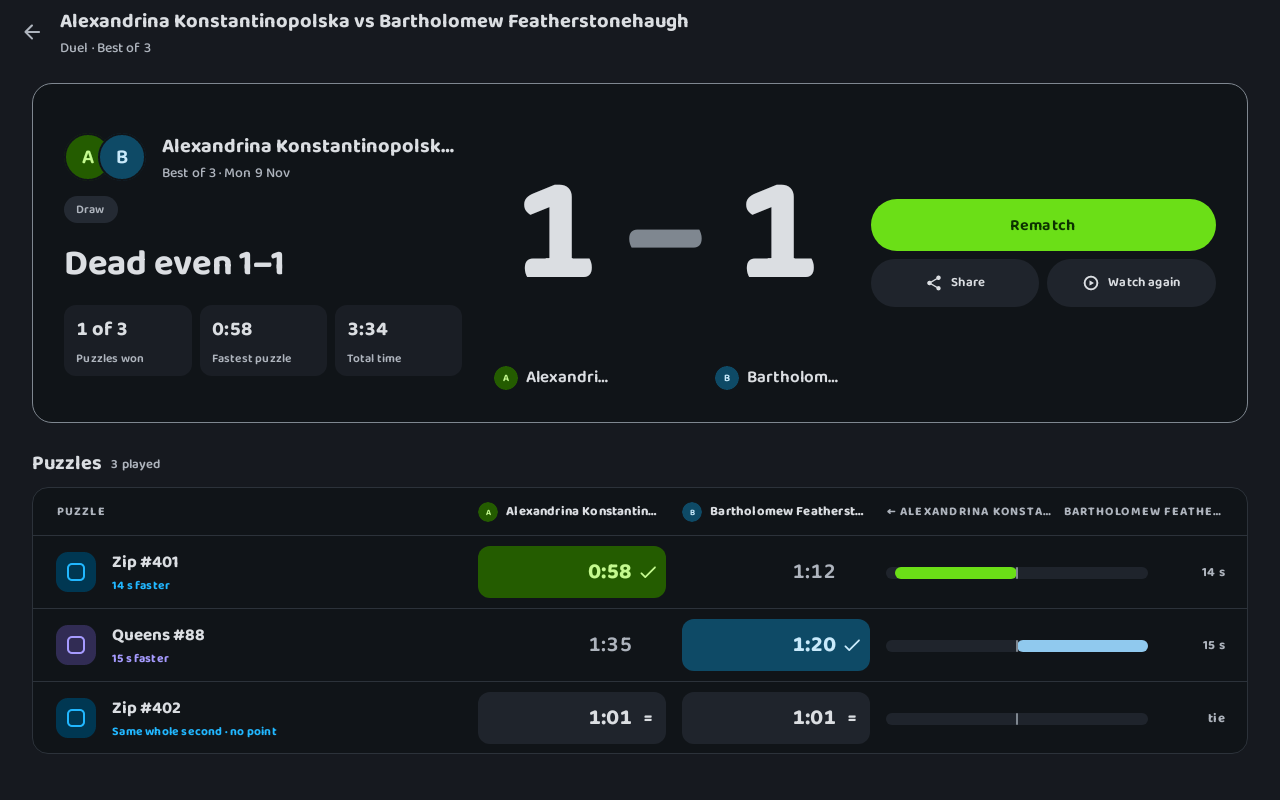 Alexandrina Konstantinopolska vs Bartholomew Featherstonehaugh
Duel · Best of 3
A B Alexandrina Konstantinopolsk...
Best of 3 · Mon 9 Nov
Draw
Dead even 1–1
1 of 3
Puzzles won
0:58
Fastest puzzle
3:34
Total time
1 – 1
A Alexandri...
B Bartholom...
Rematch
Share
Watch again
Puzzles 3 played
PUZZLE A Alexandrina Konstantin... B Bartholomew Featherst... ← ALEXANDRINA KONSTA... BARTHOLOMEW FEATHE...
Zip #401
14 s faster
0:58 ✓ 1:12 14 s
Queens #88
15 s faster
1:35 1:20 ✓ 15 s
Zip #402
Same whole second · no point
1:01 = 1:01 = tie